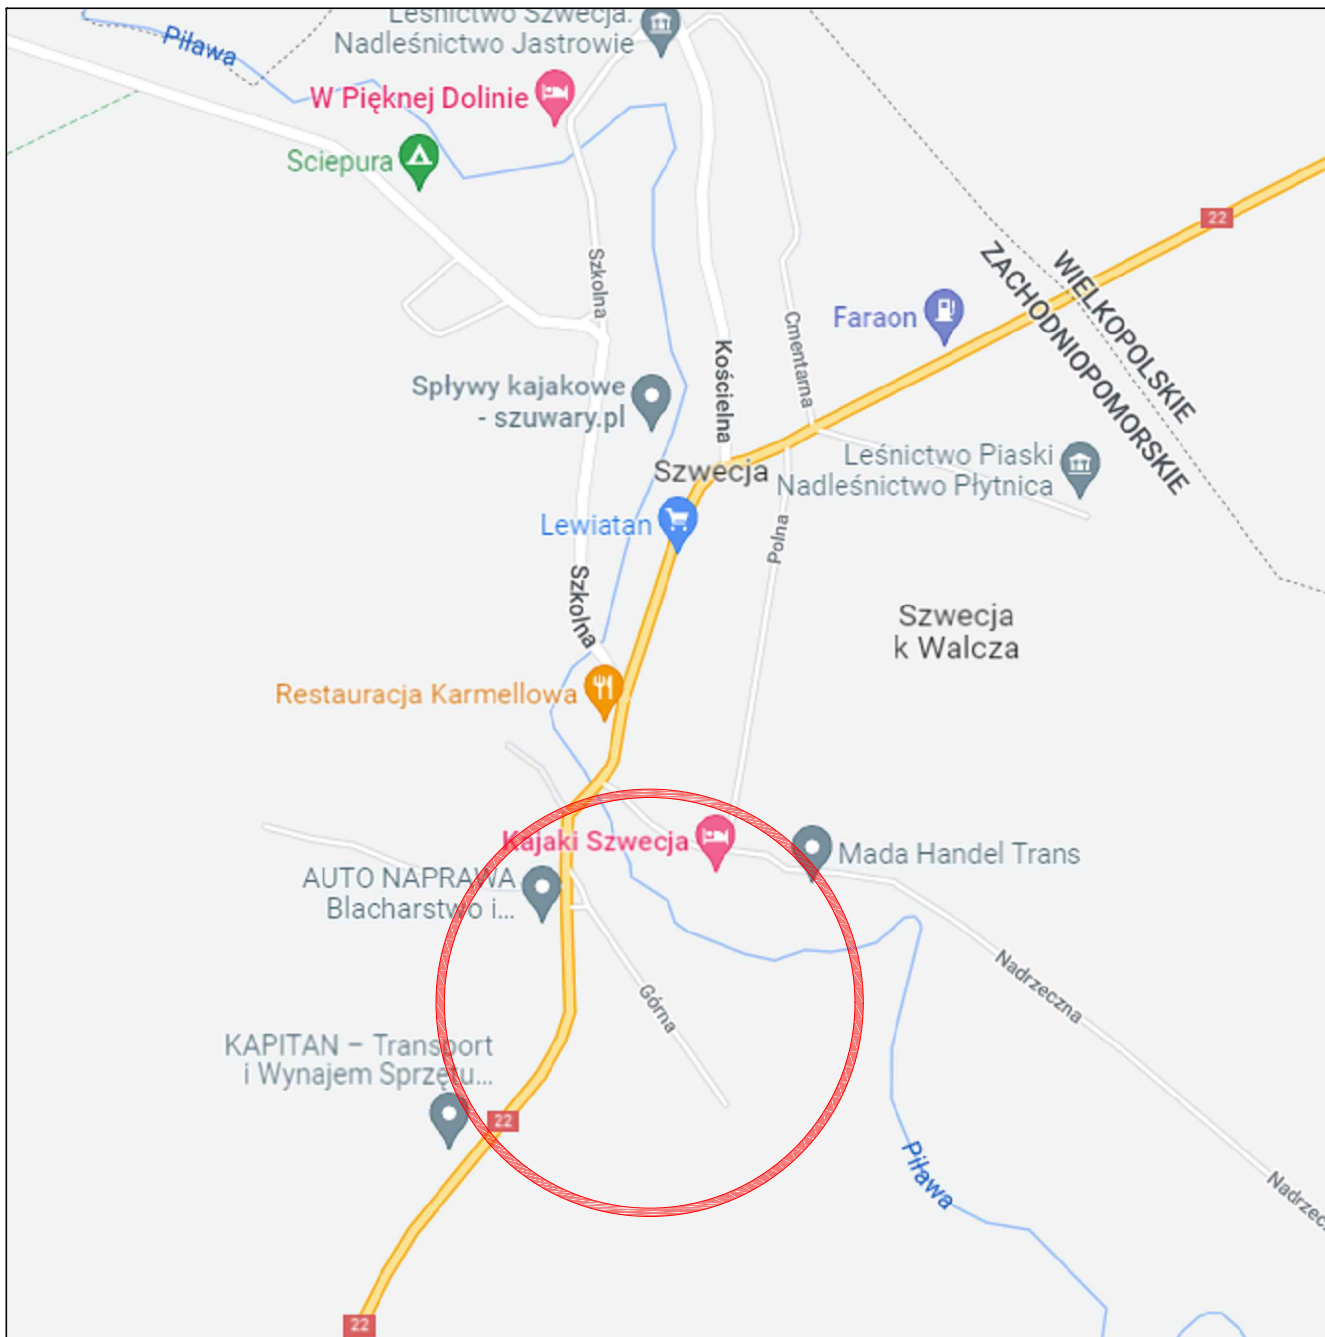 Leśnictwo Szwecja.
Nadleśnictwo Jastrowie
Piława
W Pięknej Dolinie
Sciepura
22
WIELKOPOLSKIE
ZACHODNIOPOMORSKIE
Szkolna
Faraon
Cmentarna
Kościelna
Spływy kajakowe
- szuwary.pl
Szwecja
Leśnictwo Piaski
Nadleśnictwo Płytnica
Lewiatan
Polna
Szkolna
Szwecja
k Walcza
Restauracja Karmellowa
Kajaki Szwecja
Mada Handel Trans
AUTO NAPRAWA
Blacharstwo i...
Nadrzeczna
Górna
KAPITAN – Transport
i Wynajem Sprzętu...
22
Piława
Nadrzecz
22